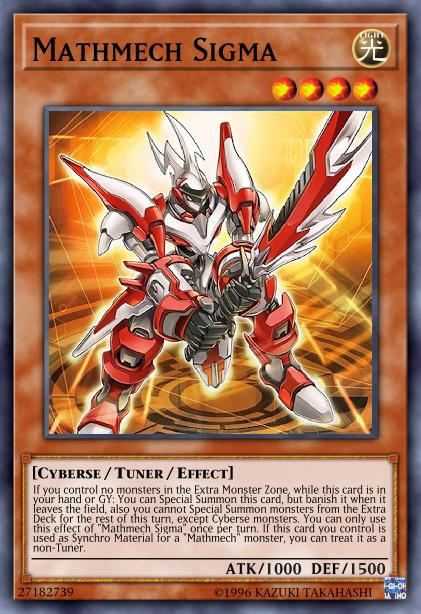 Mathmech Sigma
LIGHT
光
[Cyberse / Tuner / Effect]
If you control no monsters in the Extra Monster Zone, while this card is in
your hand or GY: You can Special Summon this card, but banish it when it
leaves the field, also you cannot Special Summon monsters from the Extra
Deck for the rest of this turn, except Cyberse monsters. You can only use
this effect of "Mathmech Sigma" once per turn. If this card you control is
used as Synchro Material for a "Mathmech" monster, you can treat it as a
non-Tuner.
ATK/1000 DEF/1500
27182739
©1996 KAZUKI TAKAHASHI